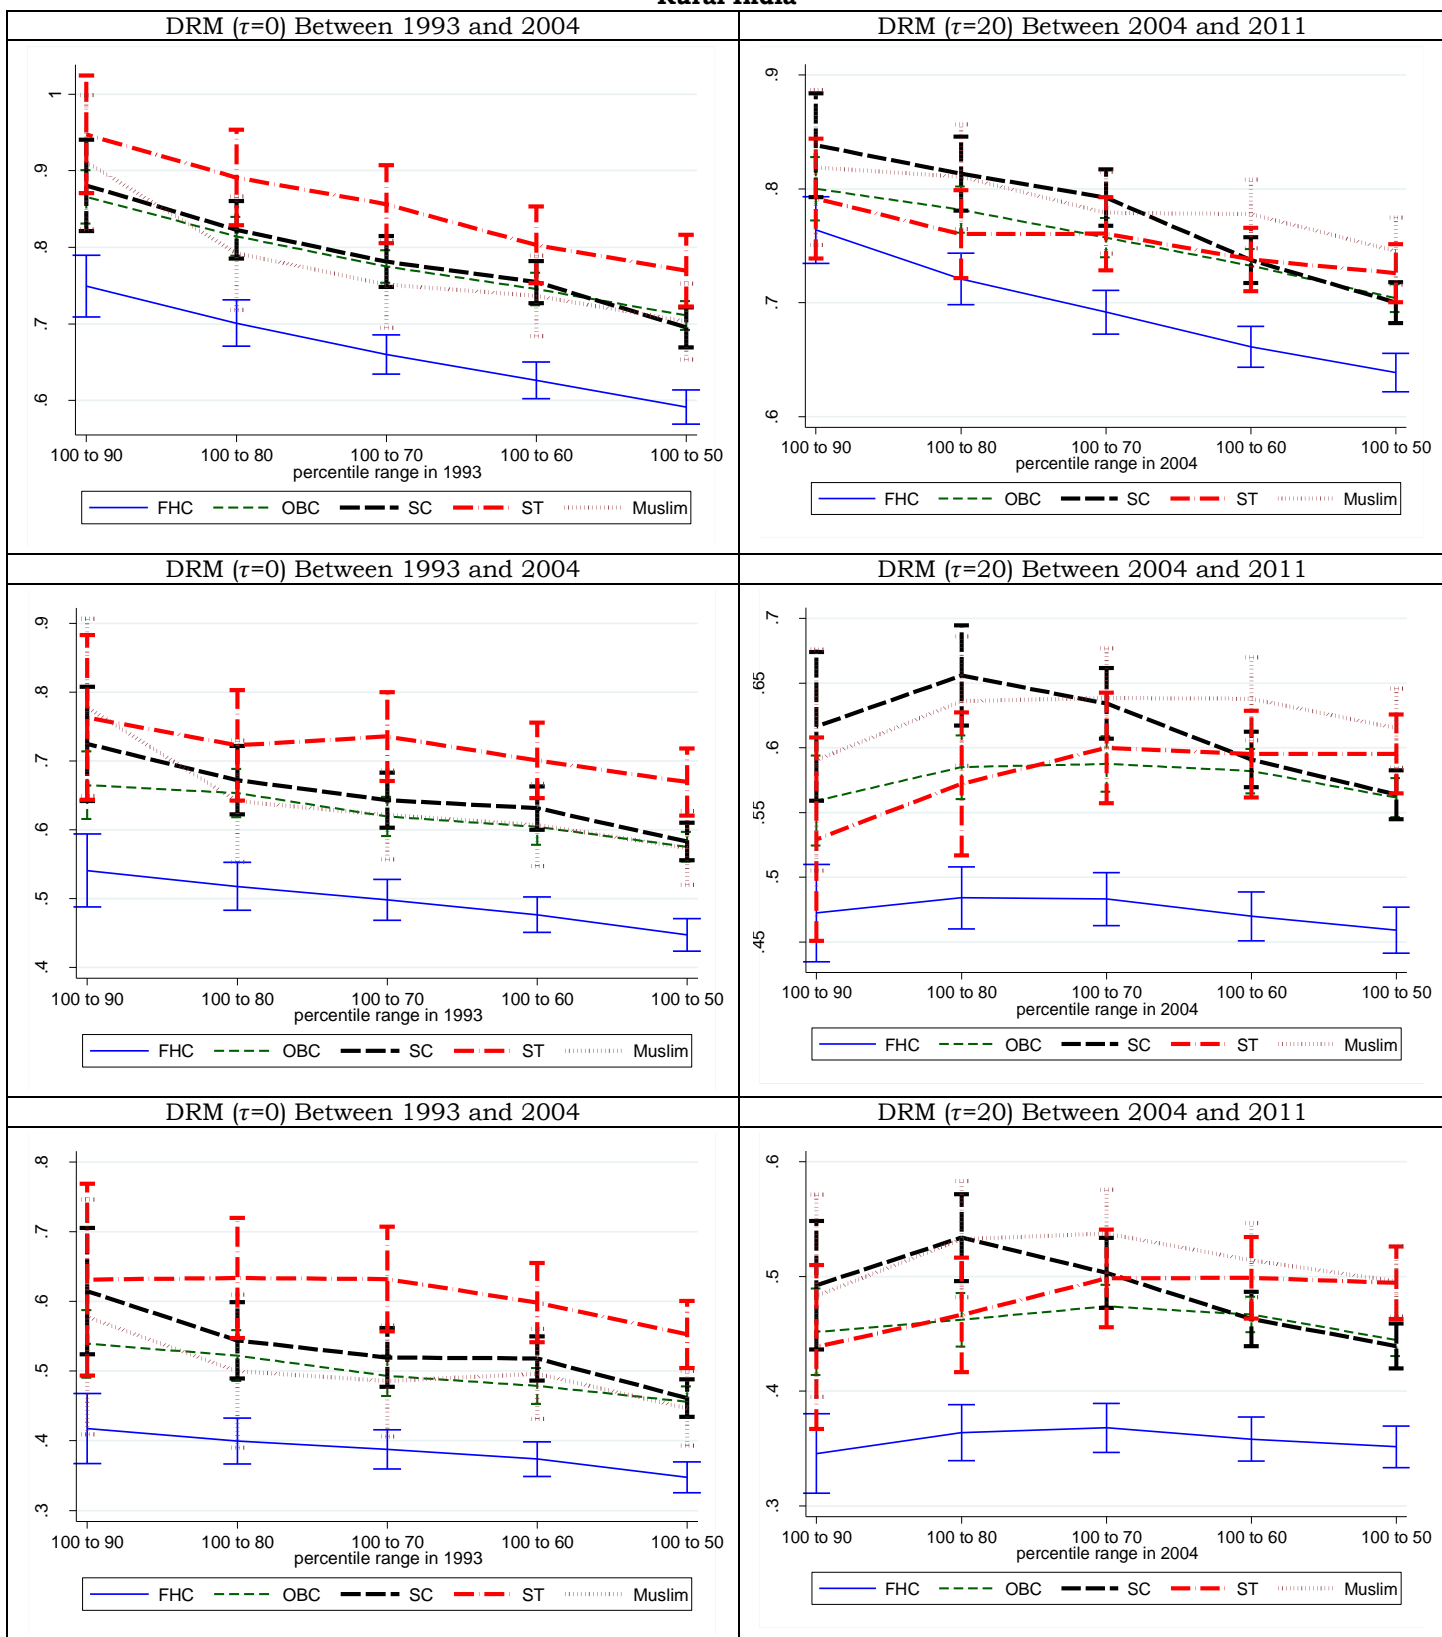 Rural India
DRM (τ=0) Between 1993 and 2004
DRM (τ=20) Between 2004 and 2011
1
.9
.8
.7
.6
100 to 90 100 to 80 100 to 70 100 to 60 100 to 50
percentile range in 1993
FHC OBC SC ST Muslim
.9
.8
.7
.6
100 to 90 100 to 80 100 to 70 100 to 60 100 to 50
percentile range in 2004
FHC OBC SC ST Muslim
DRM (τ=0) Between 1993 and 2004
DRM (τ=20) Between 2004 and 2011
.9
.8
.7
.6
.5
.4
100 to 90 100 to 80 100 to 70 100 to 60 100 to 50
percentile range in 1993
FHC OBC SC ST Muslim
.7
.65
.6
.55
.5
.45
100 to 90 100 to 80 100 to 70 100 to 60 100 to 50
percentile range in 2004
FHC OBC SC ST Muslim
DRM (τ=0) Between 1993 and 2004
DRM (τ=20) Between 2004 and 2011
.8
.7
.6
.5
.4
.3
100 to 90 100 to 80 100 to 70 100 to 60 100 to 50
percentile range in 1993
FHC OBC SC ST Muslim
.6
.5
.4
.3
100 to 90 100 to 80 100 to 70 100 to 60 100 to 50
percentile range in 2004
FHC OBC SC ST Muslim